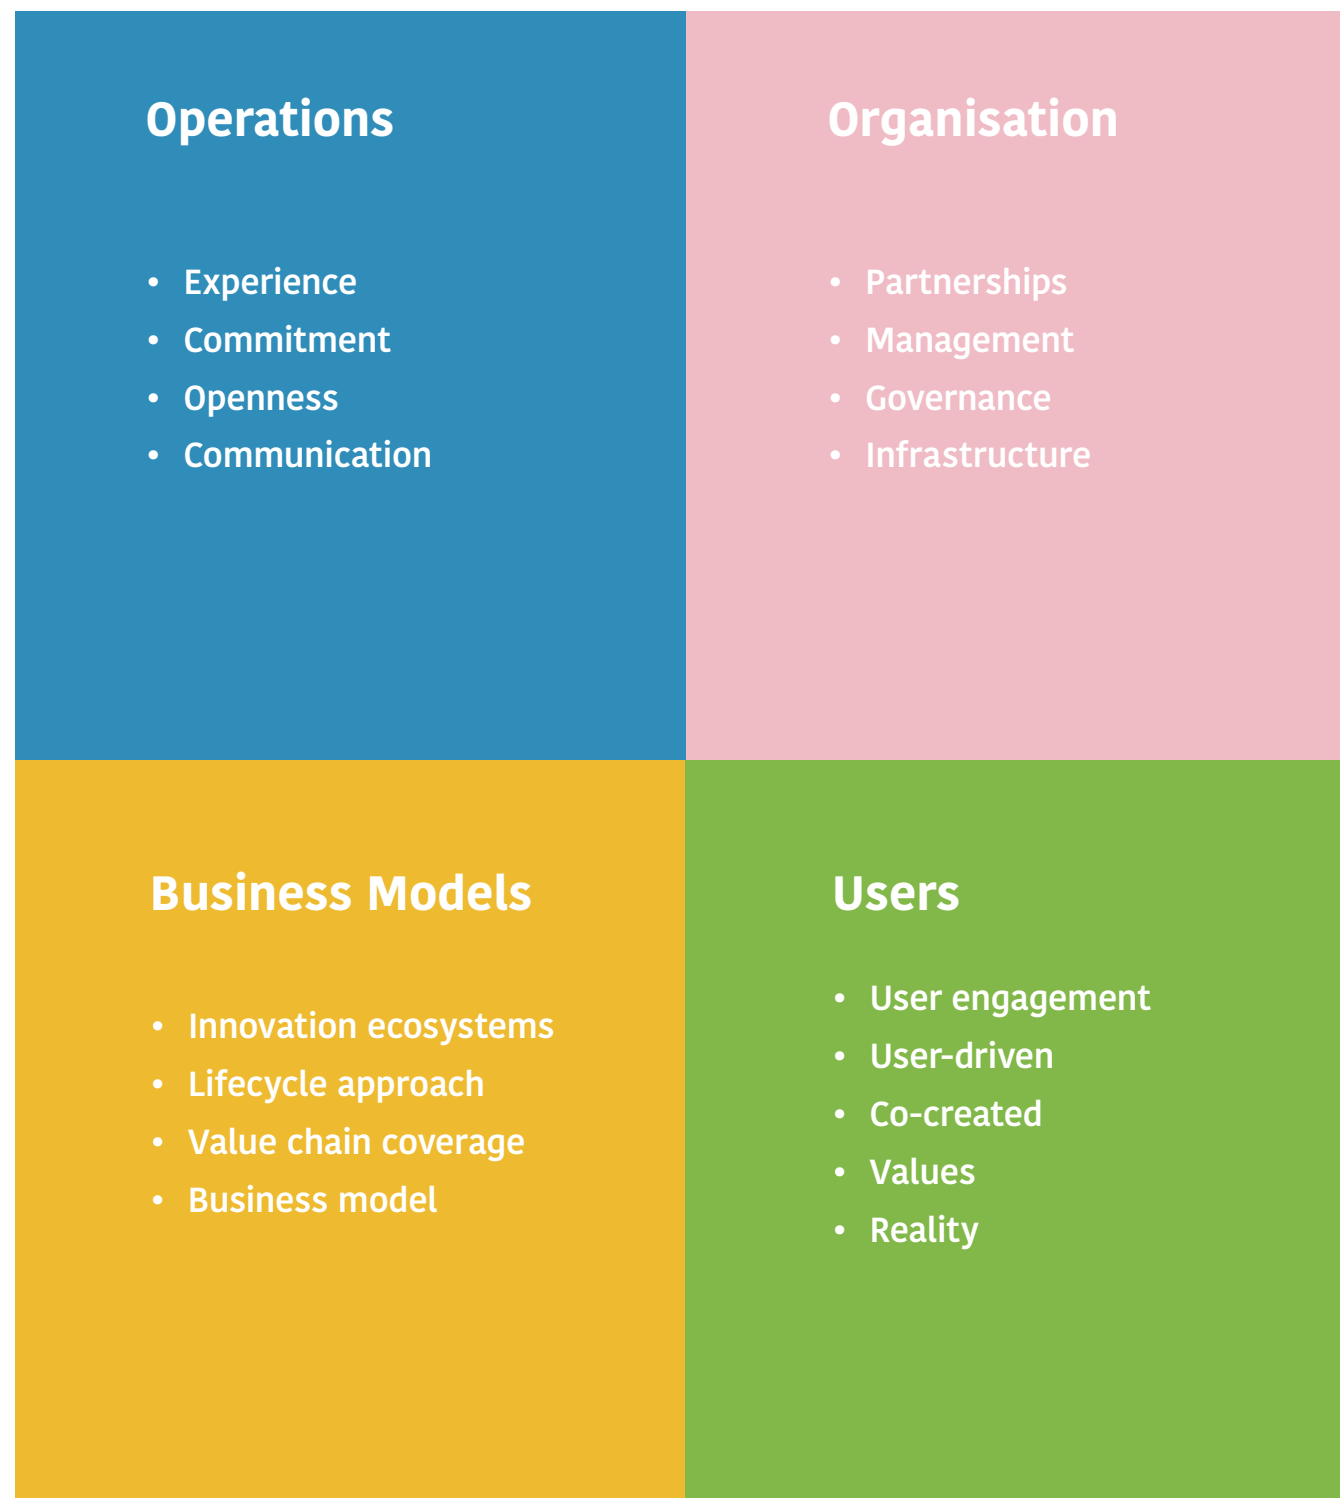 Operations
• Experience
• Commitment
• Openness
• Communication
Organisation
• Partnerships
• Management
• Governance
• Infrastructure
Business Models
• Innovation ecosystems
• Lifecycle approach
• Value chain coverage
• Business model
Users
• User engagement
• User-driven
• Co-created
• Values
• Reality